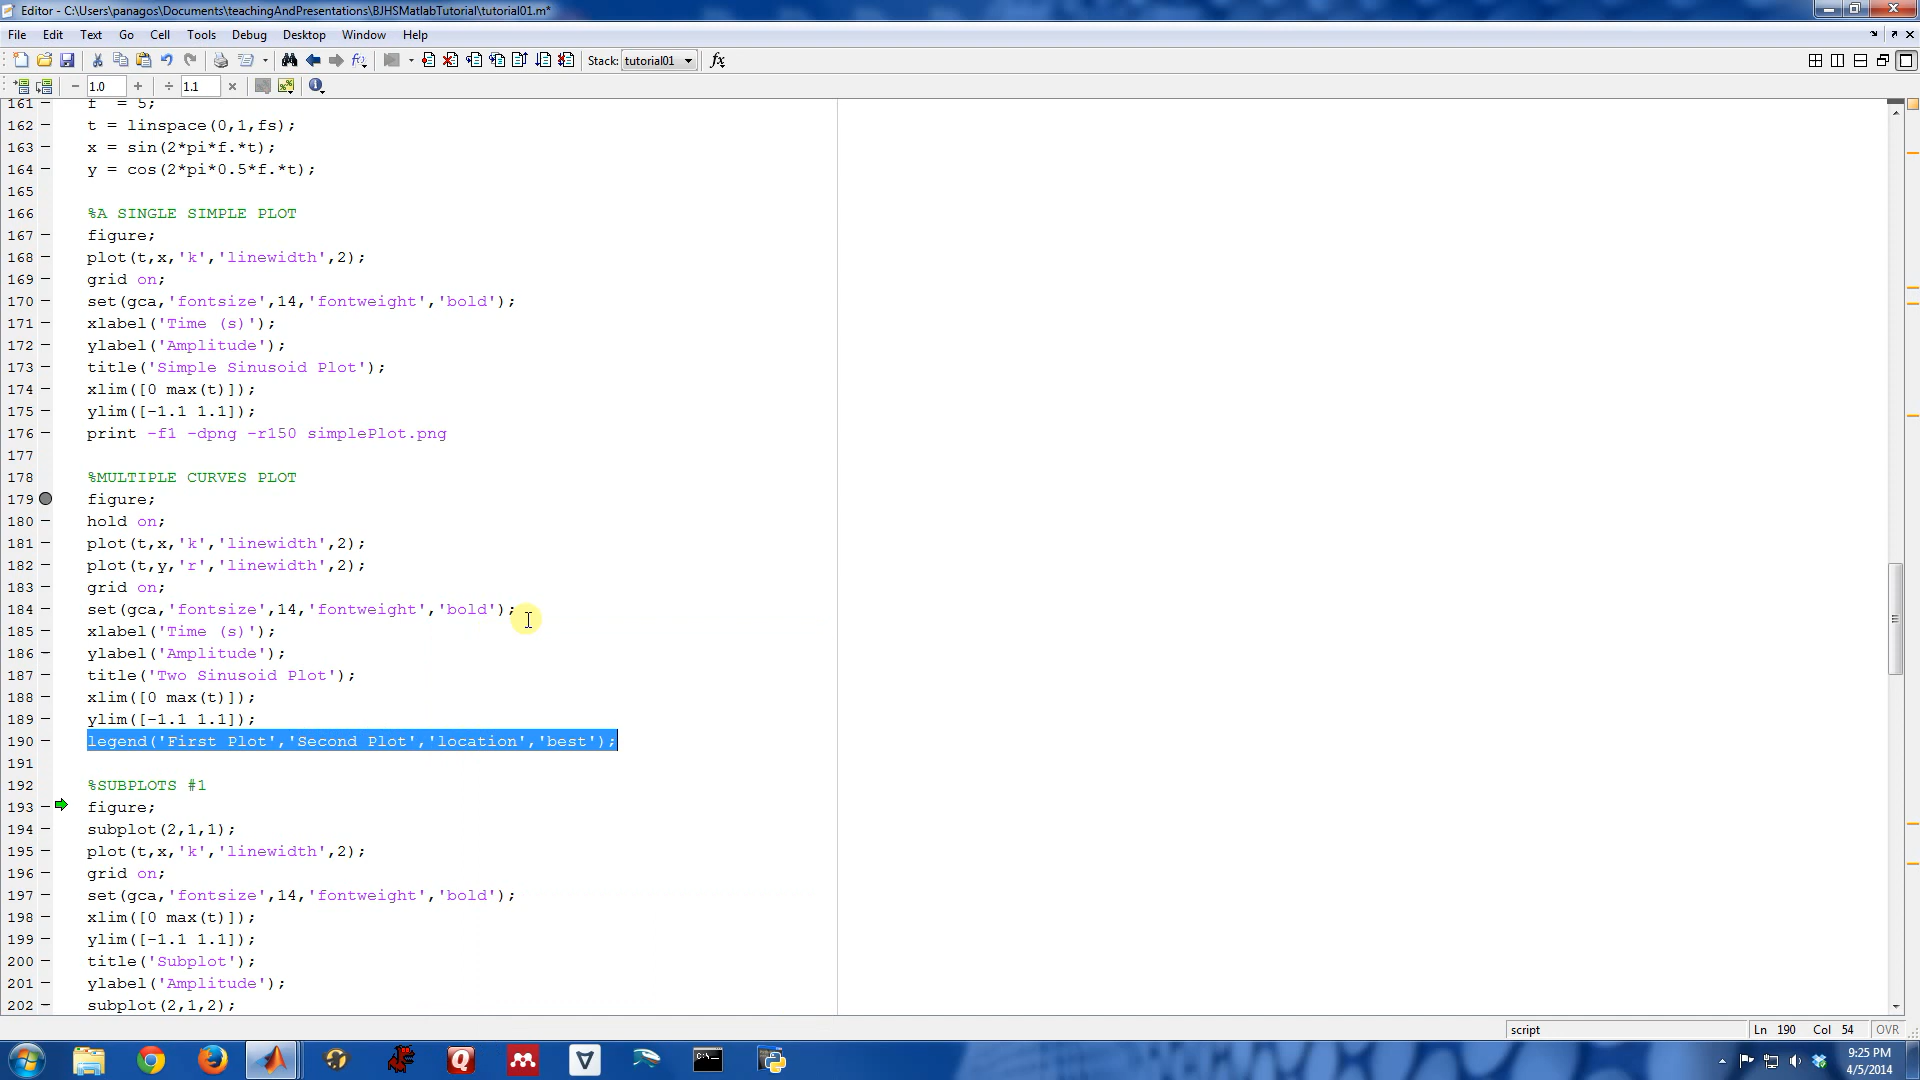 Editor - C:\Users\panagos\Documents\teachingAndPresentations\BJHSMatlabTutorial\tutorial01.m*
File Edit Text Go Cell Tools Debug Desktop Window Help
Stack: tutorial01 fx
− 1.0 + ÷ 1.1 ×
161 – f  = 5;
162 – t = linspace(0,1,fs);
163 – x = sin(2*pi*f.*t);
164 – y = cos(2*pi*0.5*f.*t);
165
166 %A SINGLE SIMPLE PLOT
167 – figure;
168 – plot(t,x,'k','linewidth',2);
169 – grid on;
170 – set(gca,'fontsize',14,'fontweight','bold');
171 – xlabel('Time (s)');
172 – ylabel('Amplitude');
173 – title('Simple Sinusoid Plot');
174 – xlim([0 max(t)]);
175 – ylim([-1.1 1.1]);
176 – print -f1 -dpng -r150 simplePlot.png
177
178 %MULTIPLE CURVES PLOT
179 figure;
180 – hold on;
181 – plot(t,x,'k','linewidth',2);
182 – plot(t,y,'r','linewidth',2);
183 – grid on;
184 – set(gca,'fontsize',14,'fontweight','bold');
185 – xlabel('Time (s)');
186 – ylabel('Amplitude');
187 – title('Two Sinusoid Plot');
188 – xlim([0 max(t)]);
189 – ylim([-1.1 1.1]);
190 – legend('First Plot','Second Plot','location','best');
191
192 %SUBPLOTS #1
193 – figure;
194 – subplot(2,1,1);
195 – plot(t,x,'k','linewidth',2);
196 – grid on;
197 – set(gca,'fontsize',14,'fontweight','bold');
198 – xlim([0 max(t)]);
199 – ylim([-1.1 1.1]);
200 – title('Subplot');
201 – ylabel('Amplitude');
202 – subplot(2,1,2);
script Ln 190 Col 54 OVR
9:25 PM
4/5/2014